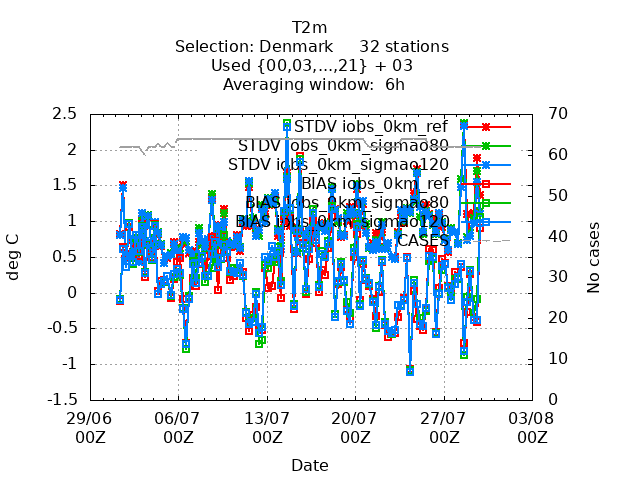 T2m
Selection: Denmark 32 stations
Used {00,03,...,21} + 03
Averaging window: 6h
2.5
2
1.5
1
0.5
0
-0.5
-1
-1.5
70
60
50
40
30
20
10
0
STDV iobs_0km_ref
STDV iobs_0km_sigmao80
STDV iobs_0km_sigmao120
BIAS iobs_0km_ref
BIAS iobs_0km_sigmao80
BIAS iobs_0km_sigmao120
CASES
deg C
No cases
29/06 06/07 13/07 20/07 27/07 03/08
00Z 00Z 00Z 00Z 00Z 00Z
Date